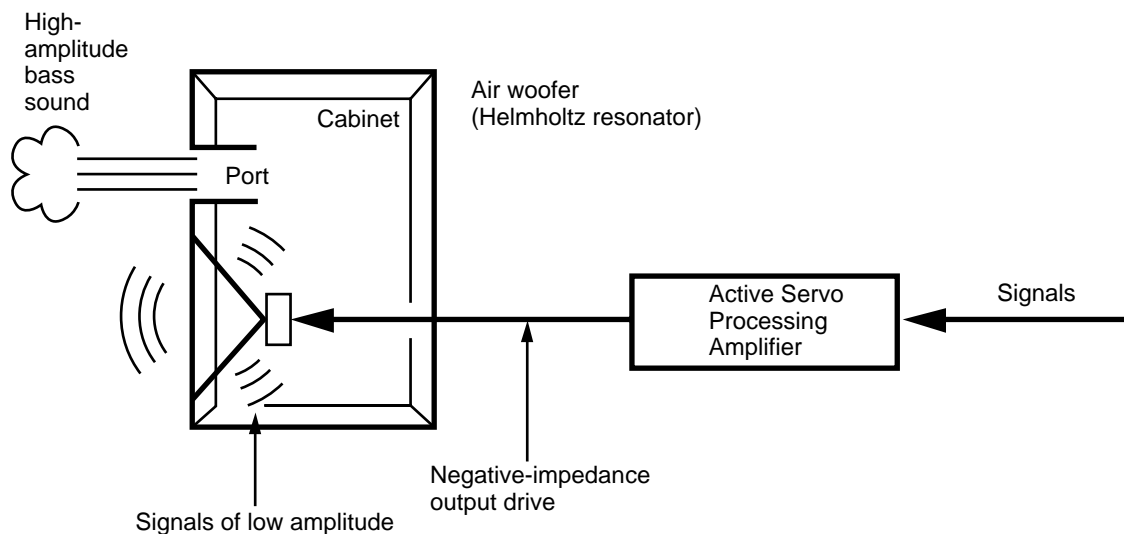 High-
amplitude
bass
sound
Air woofer
(Helmholtz resonator)
Cabinet
Port
Active Servo
Processing
Amplifier
Signals
Negative-impedance
output drive
Signals of low amplitude